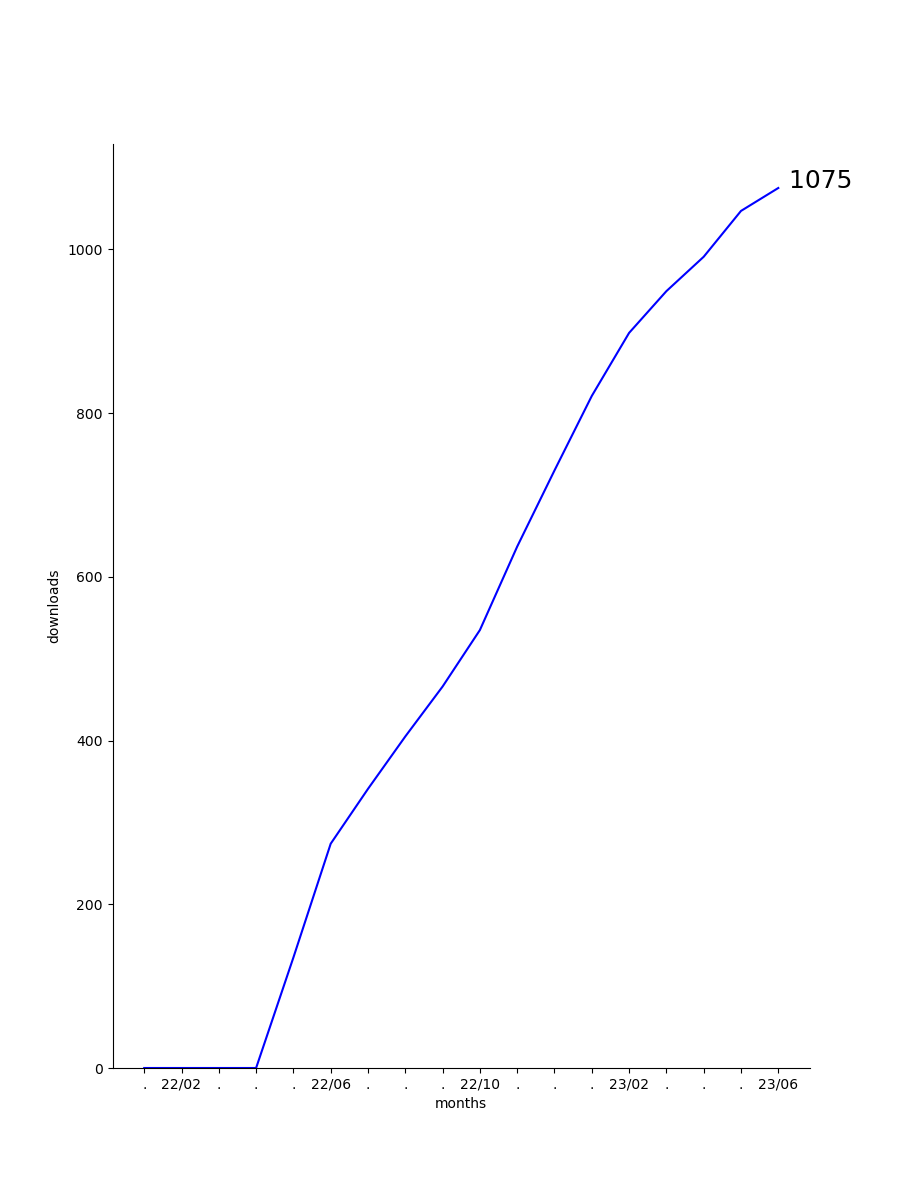 1075
1000
800
600
400
200
0
downloads
. 22/02 . . . 22/06 . . . 22/10 . . . 23/02 . . . 23/06
months